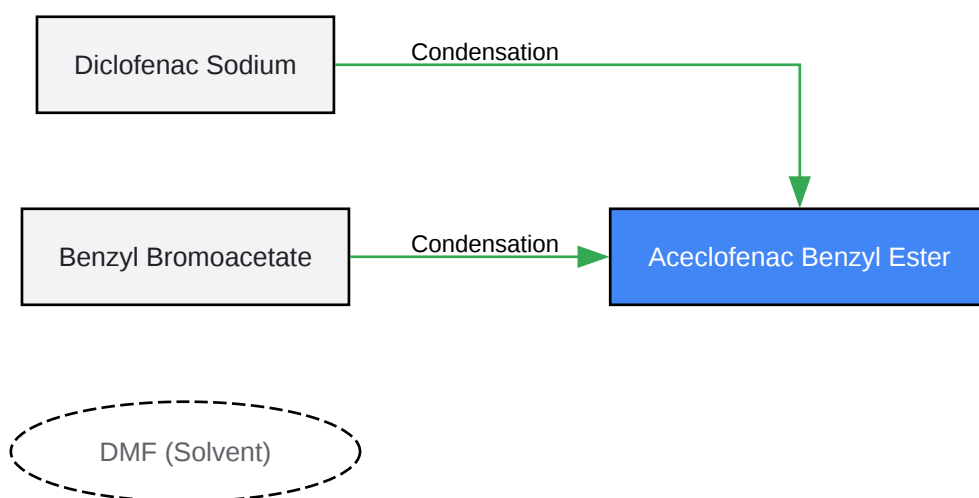 Diclofenac Sodium
Condensation
Benzyl Bromoacetate
Condensation
Aceclofenac Benzyl Ester
DMF (Solvent)